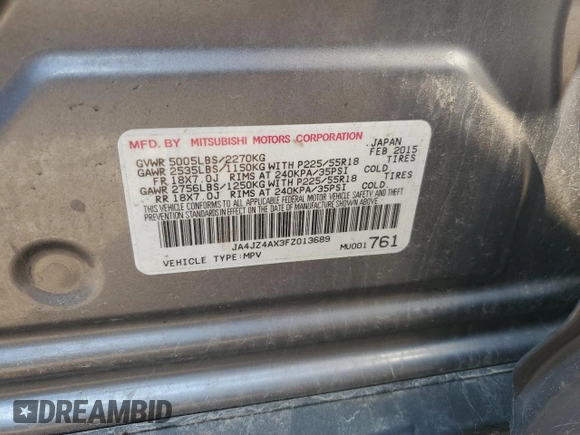 MFD. BY MITSUBISHI MOTORS CORPORATION JAPAN
GVWR 5005LBS/2270KG FEB 2015
GAWR 2535LBS/1150KG WITH P225/55R18 TIRES
FR 18X7.0J RIMS AT 240KPA/35PSI COLD
GAWR 2756LBS/1250KG WITH P225/55R18 TIRES
RR 18X7.0J RIMS AT 240KPA/35PSI COLD
THIS VEHICLE CONFORMS TO ALL APPLICABLE FEDERAL MOTOR VEHICLE SAFETY AND THEFT
PREVENTION STANDARDS IN EFFECT ON THE DATE OF MANUFACTURE SHOWN ABOVE.
JA4JZ4AX3FZ013689
VEHICLE TYPE:MPV MU001 761
DREAMBID